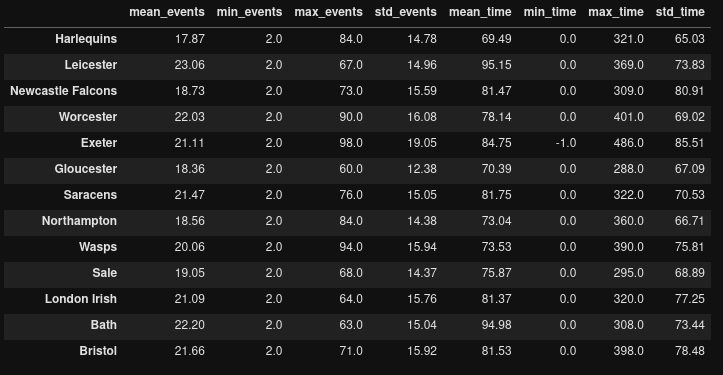 mean_events min_events max_events std_events mean_time min_time max_time std_time
Harlequins 17.87 2.0 84.0 14.78 69.49 0.0 321.0 65.03
Leicester 23.06 2.0 67.0 14.96 95.15 0.0 369.0 73.83
Newcastle Falcons 18.73 2.0 73.0 15.59 81.47 0.0 309.0 80.91
Worcester 22.03 2.0 90.0 16.08 78.14 0.0 401.0 69.02
Exeter 21.11 2.0 98.0 19.05 84.75 -1.0 486.0 85.51
Gloucester 18.36 2.0 60.0 12.38 70.39 0.0 288.0 67.09
Saracens 21.47 2.0 76.0 15.05 81.75 0.0 322.0 70.53
Northampton 18.56 2.0 84.0 14.38 73.04 0.0 360.0 66.71
Wasps 20.06 2.0 94.0 15.94 73.53 0.0 390.0 75.81
Sale 19.05 2.0 68.0 14.37 75.87 0.0 295.0 68.89
London Irish 21.09 2.0 64.0 15.76 81.37 0.0 320.0 77.25
Bath 22.20 2.0 63.0 15.04 94.98 0.0 308.0 73.44
Bristol 21.66 2.0 71.0 15.92 81.53 0.0 398.0 78.48